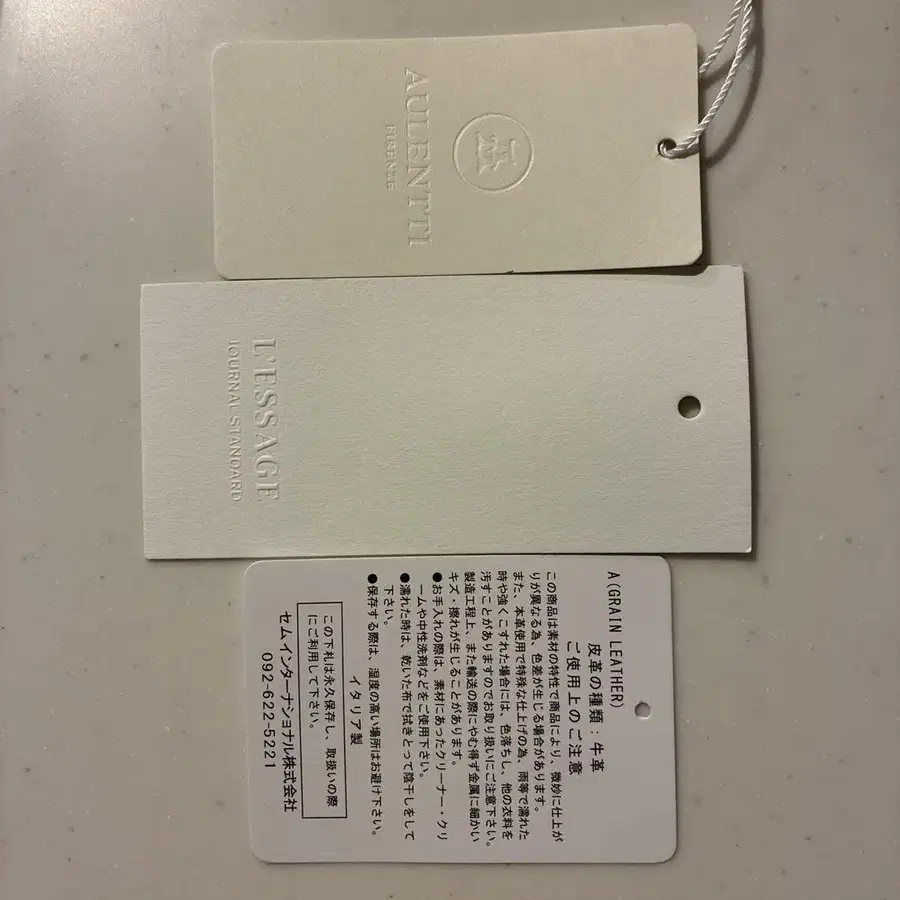 AULENTTI
FIRENZE
L'ESSAGE
JOURNAL STANDARD
A(GRAIN LEATHER)
皮革の種類：牛革
ご使用上のご注意
この商品は素材の特性で商品により、微妙に仕上が
りが異なる為、色差が生じる場合があります。
また、本革使用で特殊な仕上げの為、雨等で濡れた
時や強くこすれた場合には、色落ちし、他の衣料を
汚すことがありますのでお取り扱いにご注意下さい。
製造工程上、また輸送の際にやむ得ず金属に細かい
キズ・擦れが生じることがあります。
●お手入れの際は、素材にあったクリーナー・クリ
ームや中性洗剤などをご使用下さい。
●濡れた時は、乾いた布で拭きとって陰干しをして
下さい。
●保存する際は、湿度の高い場所はお避け下さい。
イタリア製
この下札は永久保存し、取扱いの際
にご利用して下さい。
セムインターナショナル株式会社
092-622-5221